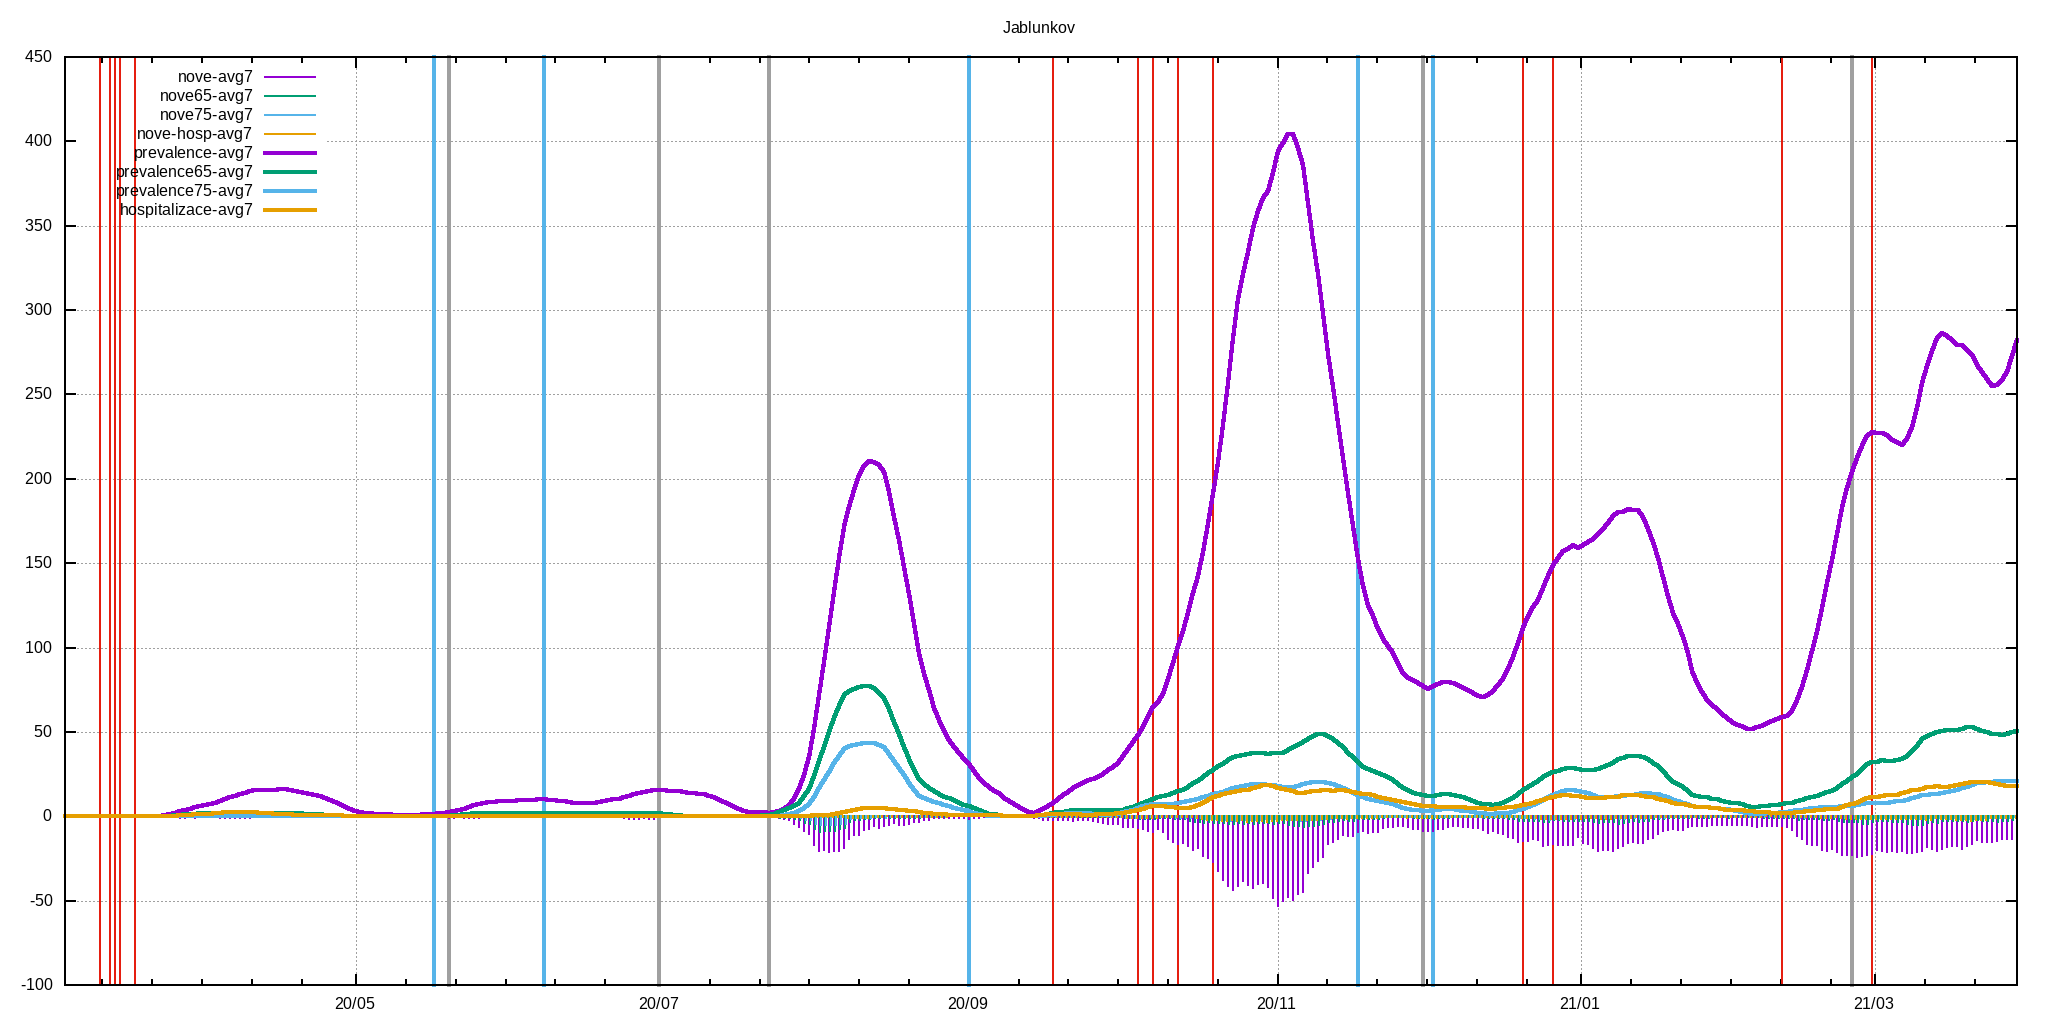 Jablunkov
450
400
350
300
250
200
150
100
50
0
-50
-100
nove-avg7
nove65-avg7
nove75-avg7
nove-hosp-avg7
prevalence-avg7
prevalence65-avg7
prevalence75-avg7
hospitalizace-avg7
20/05 20/07 20/09 20/11 21/01 21/03